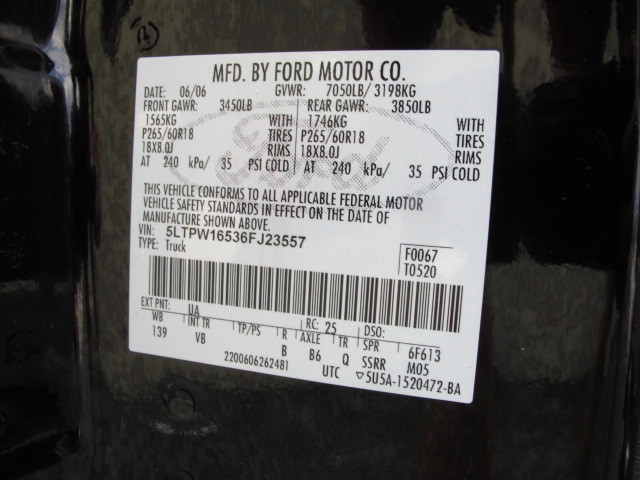 MFD. BY FORD MOTOR CO.
DATE: 06/06 GVWR: 7050LB/ 3198KG
FRONT GAWR: 3450LB REAR GAWR: 3850LB
1565KG WITH 1746KG WITH
P265/60R18 TIRES P265/60R18 TIRES
18X8.0J RIMS 18X8.0J RIMS
AT 240 kPa/ 35 PSI COLD AT 240 kPa/ 35 PSI COLD
Ford
THIS VEHICLE CONFORMS TO ALL APPLICABLE FEDERAL MOTOR
VEHICLE SAFETY STANDARDS IN EFFECT ON THE DATE OF
MANUFACTURE SHOWN ABOVE.
VIN: 5LTPW16536FJ23557
TYPE: Truck
F0067
T0520
EXT PNT: UA RC: 25 DSO:
WB INT TR TP/PS R AXLE TR SPR 6F613
139 VB B B6 Q SSRR M05
2200606262481 UTC ▽5U5A-1520472-BA